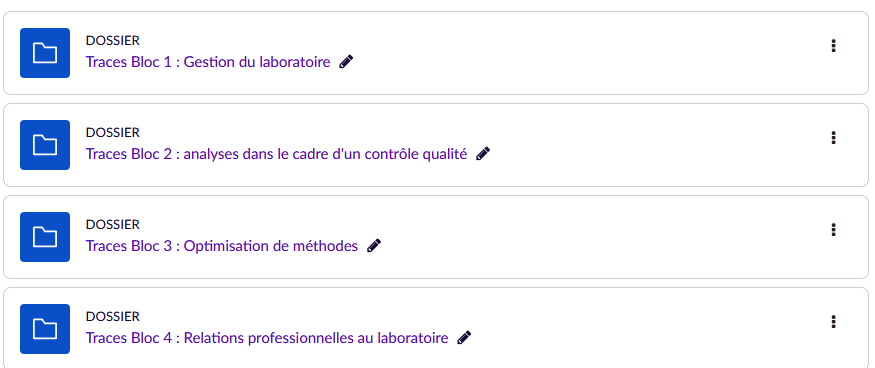 DOSSIER
Traces Bloc 1 : Gestion du laboratoire
DOSSIER
Traces Bloc 2 : analyses dans le cadre d'un contrôle qualité
DOSSIER
Traces Bloc 3 : Optimisation de méthodes
DOSSIER
Traces Bloc 4 : Relations professionnelles au laboratoire